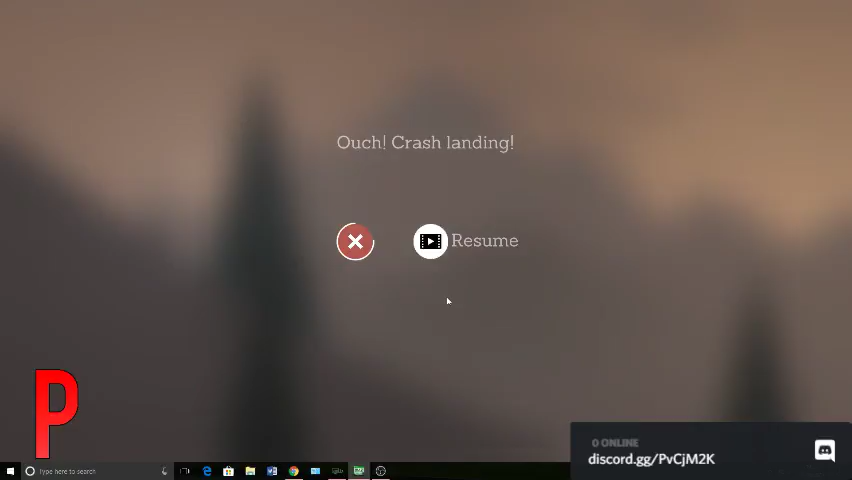 Ouch! Crash landing!
Resume
P
0 ONLINE
discord.gg/PvCjM2K
Type here to search